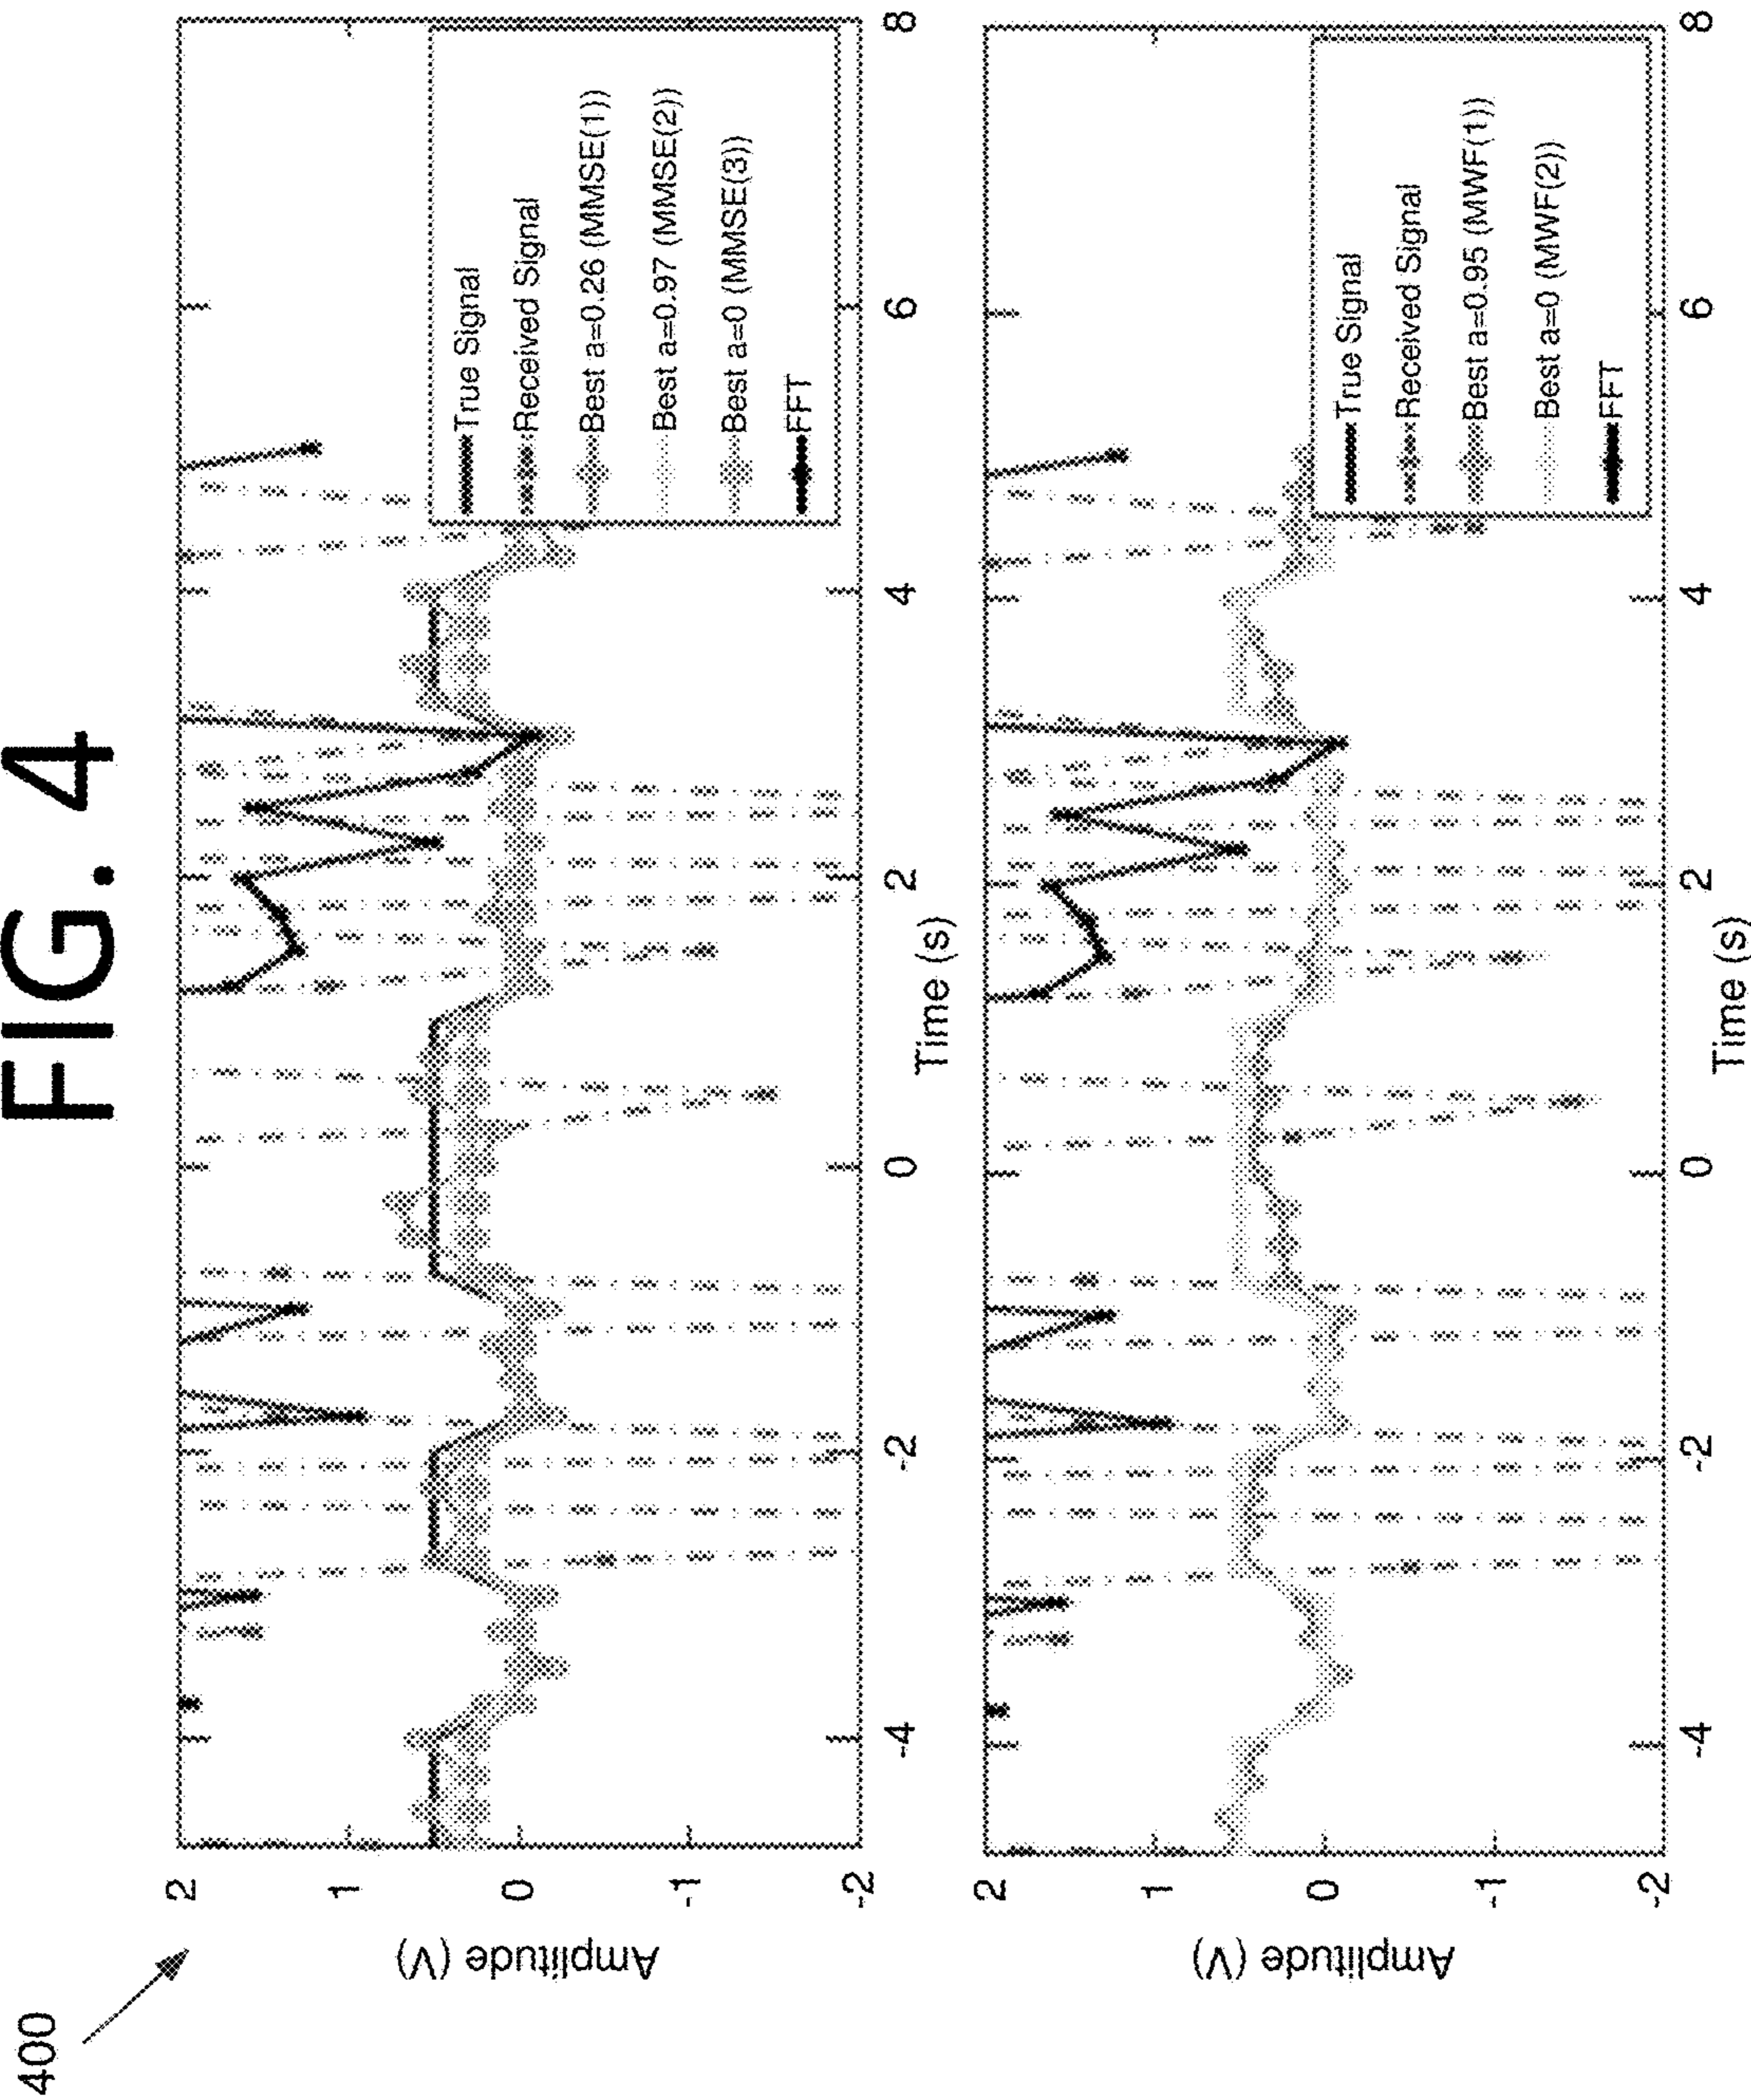 FIG. 4
400
Amplitude (V)
2
1
0
-1
-2
-4
-2
0
2
4
6
8
Time (s)
True Signal
Received Signal
Best a=0.26 (MMSE(1))
Best a=0.97 (MMSE(2))
Best a=0 (MMSE(3))
FFT
Amplitude (V)
2
1
0
-1
-2
-4
-2
0
2
4
6
8
Time (s)
True Signal
Received Signal
Best a=0.95 (MWF(1))
Best a=0 (MWF(2))
FFT